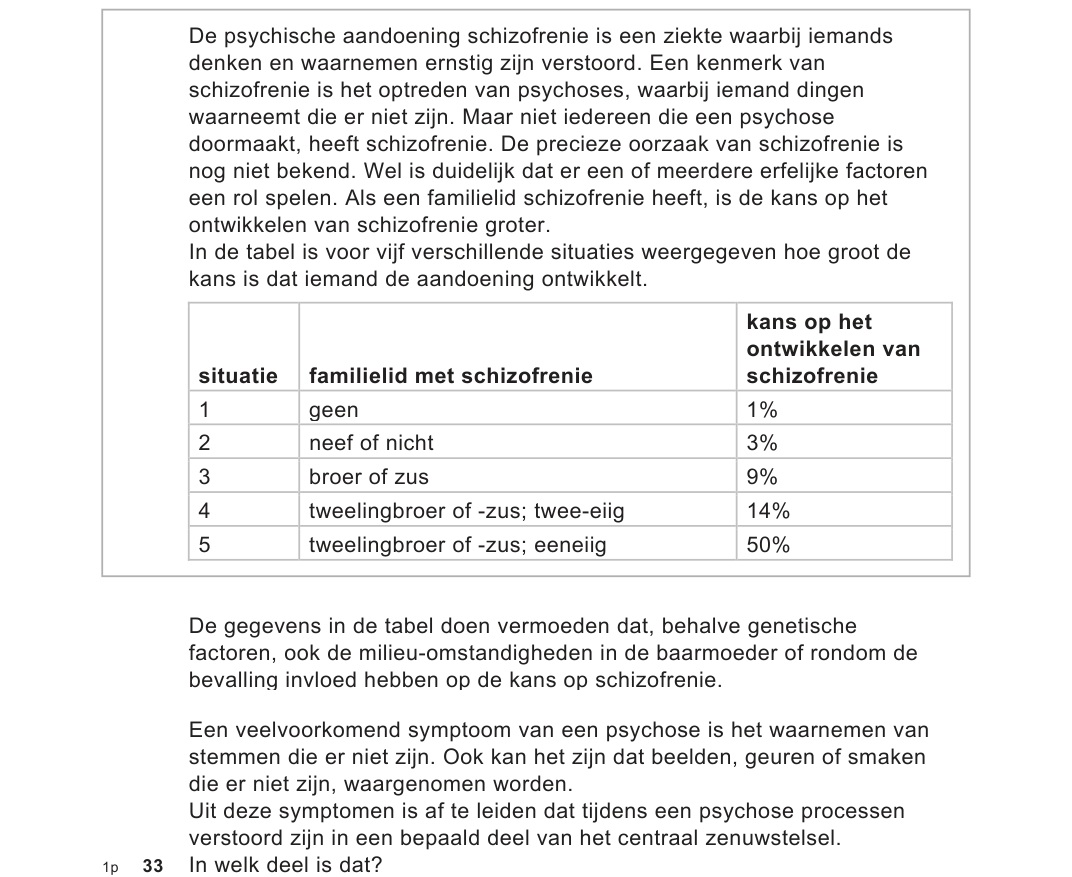 De psychische aandoening schizofrenie is een ziekte waarbij iemands
denken en waarnemen ernstig zijn verstoord. Een kenmerk van
schizofrenie is het optreden van psychoses, waarbij iemand dingen
waarneemt die er niet zijn. Maar niet iedereen die een psychose
doormaakt, heeft schizofrenie. De precieze oorzaak van schizofrenie is
nog niet bekend. Wel is duidelijk dat er een of meerdere erfelijke factoren
een rol spelen. Als een familielid schizofrenie heeft, is de kans op het
ontwikkelen van schizofrenie groter.
In de tabel is voor vijf verschillende situaties weergegeven hoe groot de
kans is dat iemand de aandoening ontwikkelt.
kans op het
ontwikkelen van
situatie familielid met schizofrenie schizofrenie
1 geen 1%
2 neef of nicht 3%
3 broer of zus 9%
4 tweelingbroer of -zus; twee-eiig 14%
5 tweelingbroer of -zus; eeneiig 50%
De gegevens in de tabel doen vermoeden dat, behalve genetische
factoren, ook de milieu-omstandigheden in de baarmoeder of rondom de
bevalling invloed hebben op de kans op schizofrenie.
Een veelvoorkomend symptoom van een psychose is het waarnemen van
stemmen die er niet zijn. Ook kan het zijn dat beelden, geuren of smaken
die er niet zijn, waargenomen worden.
Uit deze symptomen is af te leiden dat tijdens een psychose processen
verstoord zijn in een bepaald deel van het centraal zenuwstelsel.
1p 33 In welk deel is dat?